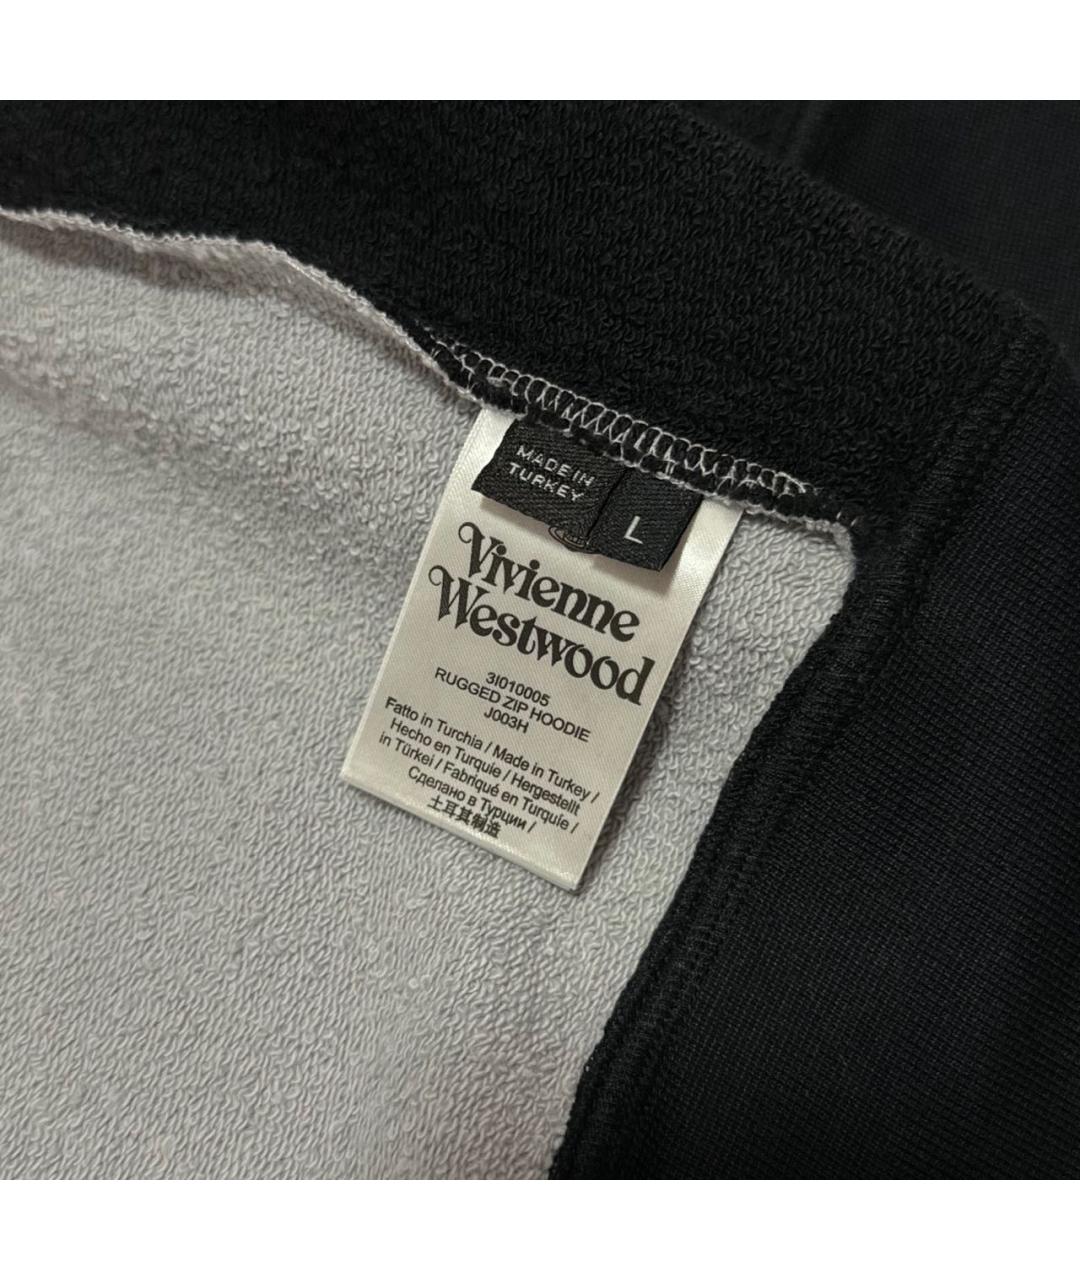 MADE IN
TURKEY
L
Vivienne
Westwood
3I010005
RUGGED ZIP HOODIE
J003H
Fatto in Turchia / Made in Turkey /
Hecho en Turquie / Hergestellt
in Türkei / Fabriqué en Turquie /
Сделано в Турции /
土耳其制造